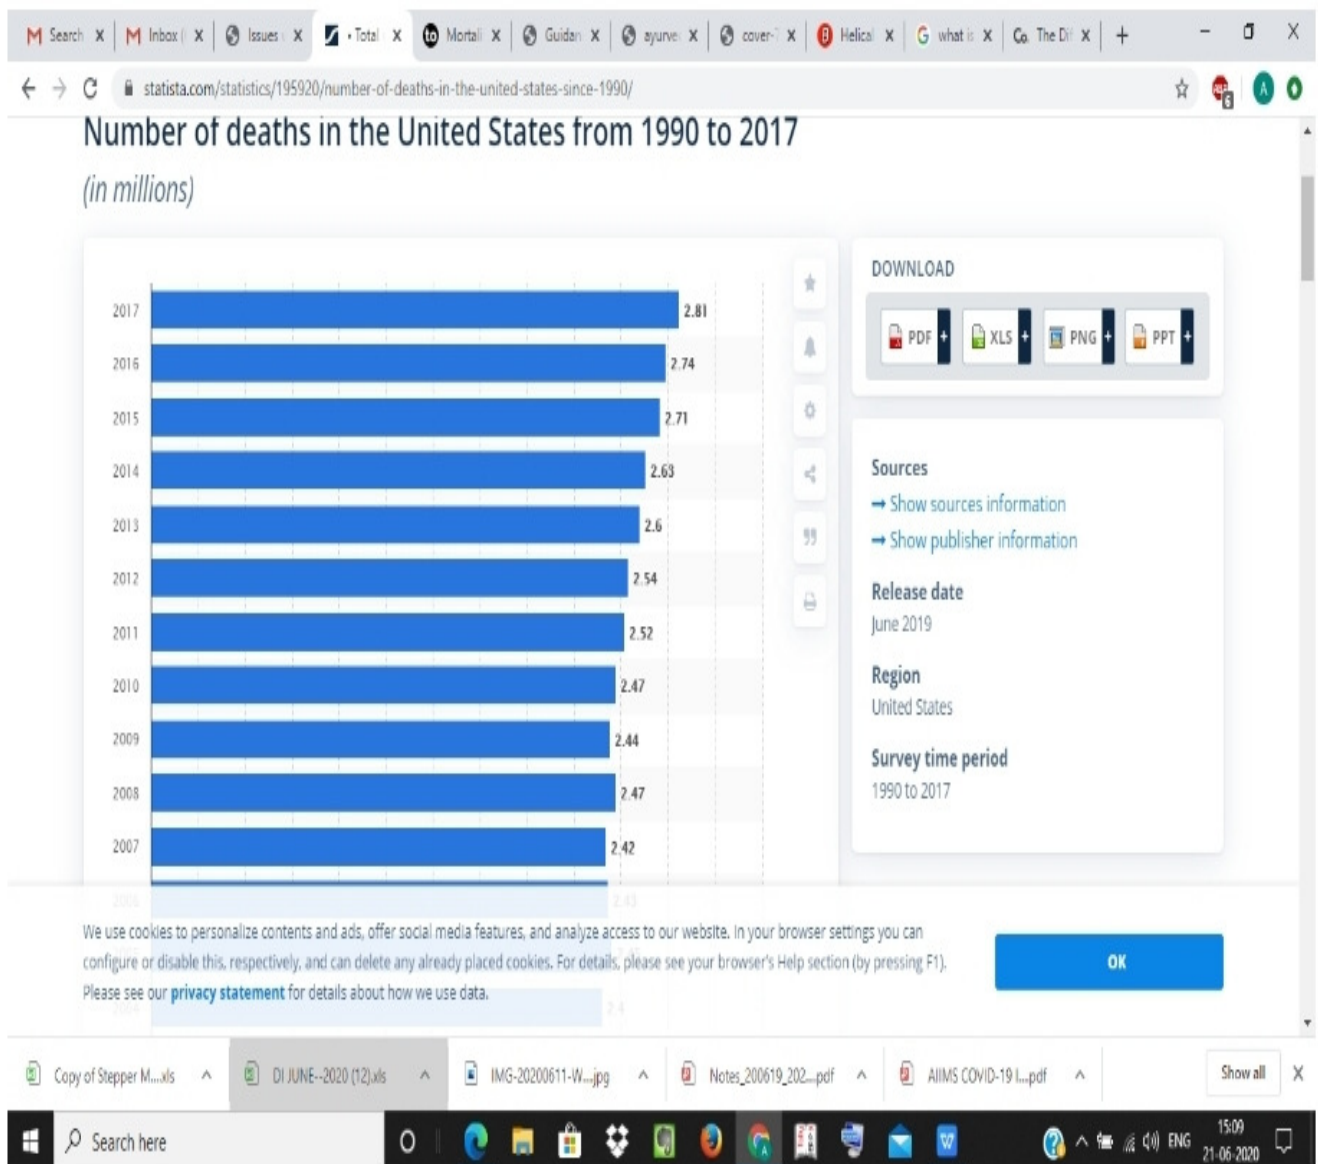 Search
Inbox (
Issues
• Total
Mortali
Guidan
ayurve
cover-
Helical
what is
Co. The Dif
statista.com/statistics/195920/number-of-deaths-in-the-united-states-since-1990/
Number of deaths in the United States from 1990 to 2017
(in millions)
2017 2.81
2016 2.74
2015 2.71
2014 2.63
2013 2.6
2012 2.54
2011 2.52
2010 2.47
2009 2.44
2008 2.47
2007 2.42
2006 2.43
2004 2.4
DOWNLOAD
PDF + XLS + PNG + PPT +
Sources
→ Show sources information
→ Show publisher information
Release date
June 2019
Region
United States
Survey time period
1990 to 2017
We use cookies to personalize contents and ads, offer social media features, and analyze access to our website. In your browser settings you can
configure or disable this, respectively, and can delete any already placed cookies. For details, please see your browser's Help section (by pressing F1).
Please see our privacy statement for details about how we use data.
OK
Copy of Stepper M....xls
DI JUNE--2020 (12).xls
IMG-20200611-W...jpg
Notes_200619_202....pdf
AIIMS COVID-19 I....pdf
Show all
Search here
ENG
15:09
21-06-2020